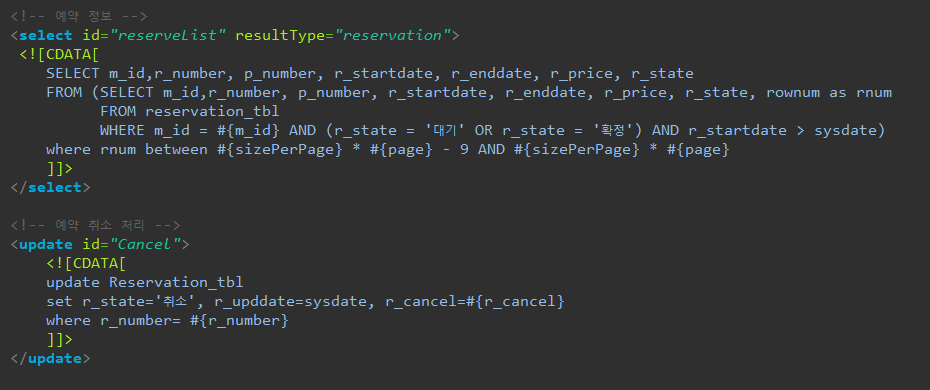 <!-- 예약 정보 -->
<select id="reserveList" resultType="reservation">
<![CDATA[
SELECT m_id,r_number, p_number, r_startdate, r_enddate, r_price, r_state
FROM (SELECT m_id,r_number, p_number, r_startdate, r_enddate, r_price, r_state, rownum as rnum
FROM reservation_tbl
WHERE m_id = #{m_id} AND (r_state = '대기' OR r_state = '확정') AND r_startdate > sysdate)
where rnum between #{sizePerPage} * #{page} - 9 AND #{sizePerPage} * #{page}
]]>
</select>
<!-- 예약 취소 처리 -->
<update id="Cancel">
<![CDATA[
update Reservation_tbl
set r_state='취소', r_upddate=sysdate, r_cancel=#{r_cancel}
where r_number= #{r_number}
]]>
</update>